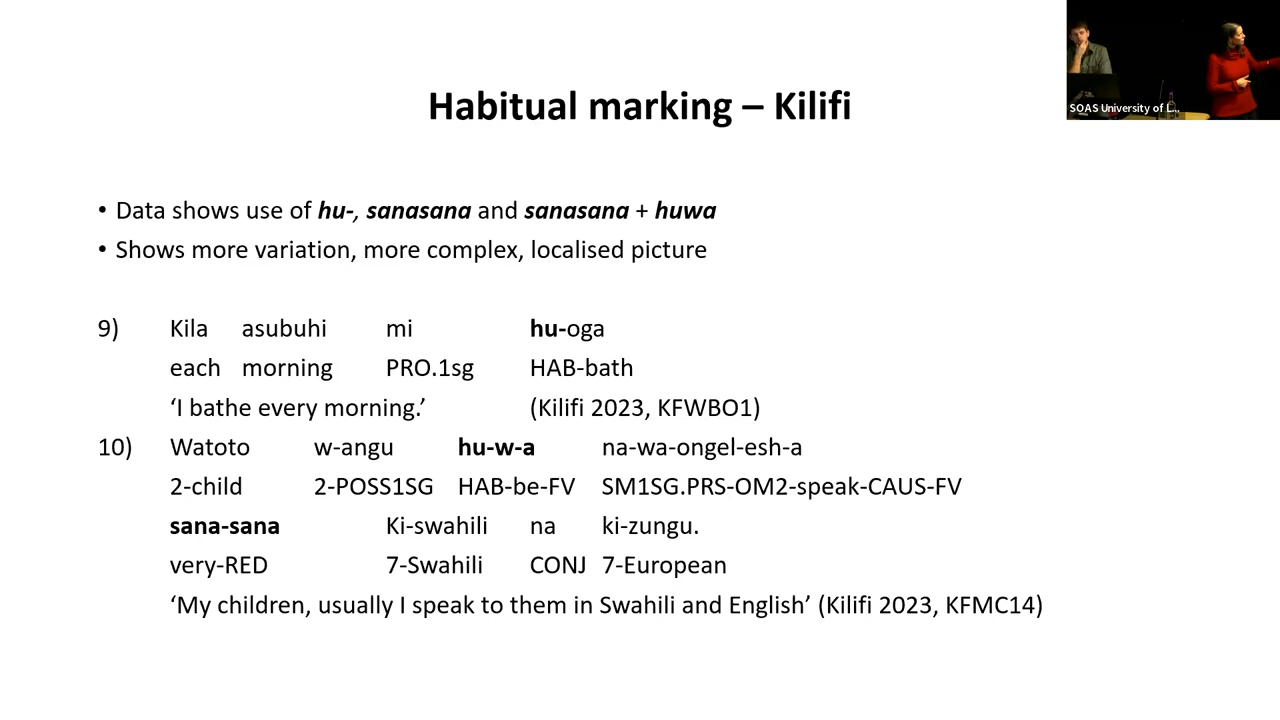 SOAS University of L...
Habitual marking – Kilifi
• Data shows use of hu-, sanasana and sanasana + huwa
• Shows more variation, more complex, localised picture
9) Kila asubuhi mi hu-oga
each morning PRO.1sg HAB-bath
‘I bathe every morning.’ (Kilifi 2023, KFWBO1)
10) Watoto w-angu hu-w-a na-wa-ongel-esh-a
2-child 2-POSS1SG HAB-be-FV SM1SG.PRS-OM2-speak-CAUS-FV
sana-sana Ki-swahili na ki-zungu.
very-RED 7-Swahili CONJ 7-European
‘My children, usually I speak to them in Swahili and English’ (Kilifi 2023, KFMC14)